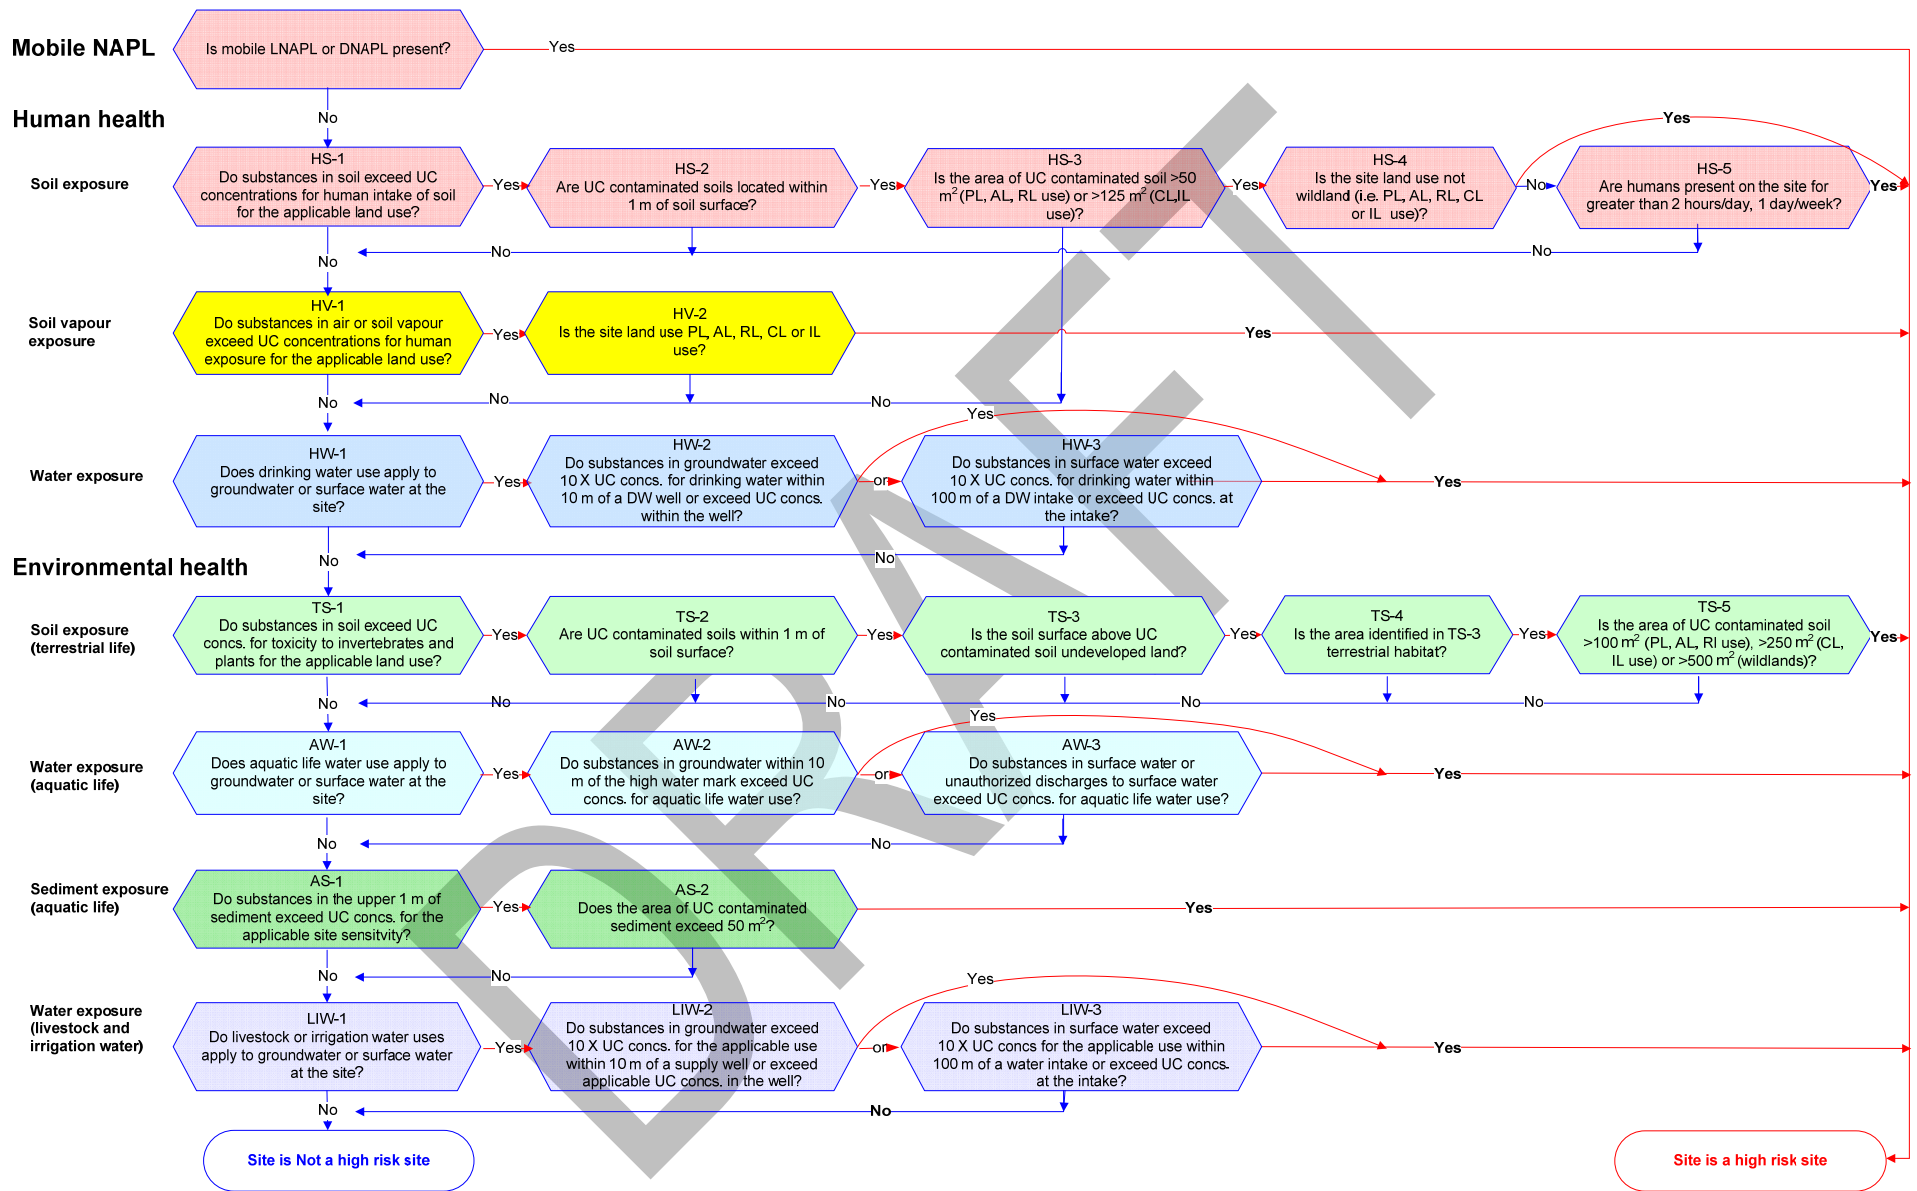 Mobile NAPL
Is mobile LNAPL or DNAPL present?
Yes
No
Human health
Soil exposure
HS-1
Do substances in soil exceed UC
concentrations for human intake of soil
for the applicable land use?
Yes
HS-2
Are UC contaminated soils located within
1 m of soil surface?
Yes
HS-3
Is the area of UC contaminated soil >50
m² (PL, AL, RL use) or >125 m² (CL,IL
use)?
Yes
HS-4
Is the site land use not
wildland (i.e. PL, AL, RL, CL
or IL use)?
Yes
No
HS-5
Are humans present on the site for
greater than 2 hours/day, 1 day/week?
Yes
No
No
No
Soil vapour
exposure
HV-1
Do substances in air or soil vapour
exceed UC concentrations for human
exposure for the applicable land use?
Yes
HV-2
Is the site land use PL, AL, RL, CL or IL
use?
Yes
No
No
No
Water exposure
HW-1
Does drinking water use apply to
groundwater or surface water at the
site?
Yes
HW-2
Do substances in groundwater exceed
10 X UC concs. for drinking water within
10 m of a DW well or exceed UC concs.
within the well?
Yes
or
HW-3
Do substances in surface water exceed
10 X UC concs. for drinking water within
100 m of a DW intake or exceed UC concs. at
the intake?
Yes
No
No
Environmental health
Soil exposure
(terrestrial life)
TS-1
Do substances in soil exceed UC
concs. for toxicity to invertebrates and
plants for the applicable land use?
Yes
TS-2
Are UC contaminated soils within 1 m of
soil surface?
Yes
TS-3
Is the soil surface above UC
contaminated soil undeveloped land?
Yes
TS-4
Is the area identified in TS-3
terrestrial habitat?
Yes
TS-5
Is the area of UC contaminated soil
>100 m² (PL, AL, Rl use), >250 m² (CL,
IL use) or >500 m² (wildlands)?
Yes
No
No
No
No
No
Water exposure
(aquatic life)
AW-1
Does aquatic life water use apply to
groundwater or surface water at the
site?
Yes
AW-2
Do substances in groundwater within 10
m of the high water mark exceed UC
concs. for aquatic life water use?
Yes
or
AW-3
Do substances in surface water or
unauthorized discharges to surface water
exceed UC concs. for aquatic life water use?
Yes
No
No
Sediment exposure
(aquatic life)
AS-1
Do substances in the upper 1 m of
sediment exceed UC concs. for the
applicable site sensitvity?
Yes
AS-2
Does the area of UC contaminated
sediment exceed 50 m²?
Yes
No
No
Water exposure
(livestock and
irrigation water)
LIW-1
Do livestock or irrigation water uses
apply to groundwater or surface water
at the site?
Yes
LIW-2
Do substances in groundwater exceed
10 X UC concs. for the applicable use
within 10 m of a supply well or exceed
applicable UC concs. in the well?
Yes
or
LIW-3
Do substances in surface water exceed
10 X UC concs for the applicable use within
100 m of a water intake or exceed UC concs.
at the intake?
Yes
No
No
Site is Not a high risk site
Site is a high risk site
DRAFT